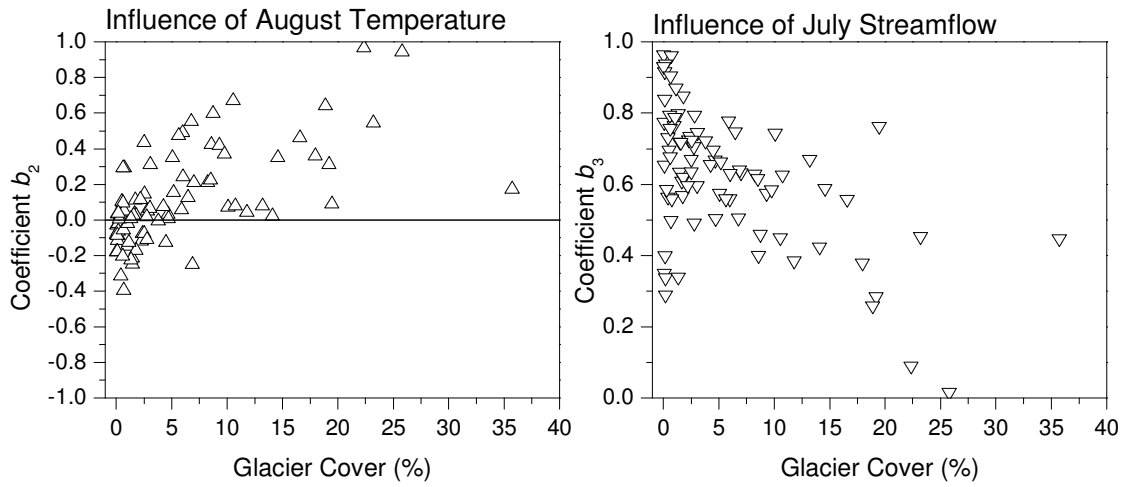 Influence of August Temperature
1.0
0.8
0.6
0.4
0.2
0.0
-0.2
-0.4
-0.6
-0.8
-1.0
Coefficient b2
0 5 10 15 20 25 30 35 40
Glacier Cover (%)
Influence of July Streamflow
1.0
0.8
0.6
0.4
0.2
0.0
Coefficient b3
0 5 10 15 20 25 30 35 40
Glacier Cover (%)